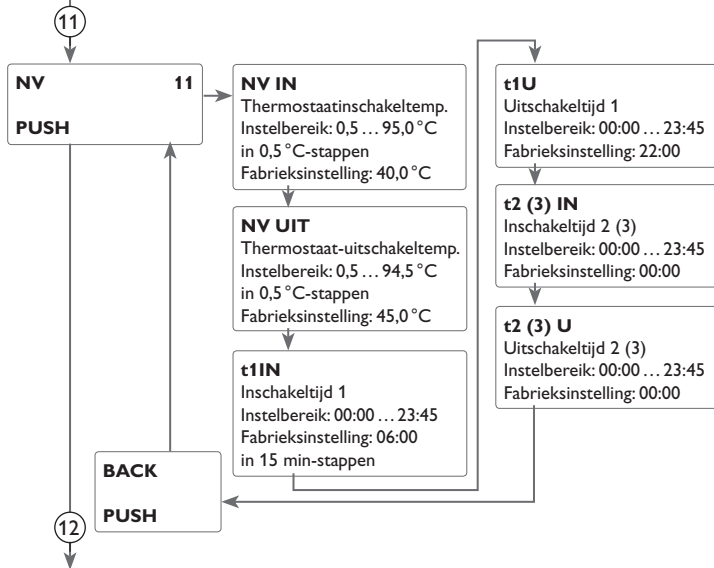 11
NV 11
PUSH
NV IN
Thermostaatinschakeltemp.
Instelbereik: 0,5 … 95,0 °C
in 0,5 °C-stappen
Fabrieksinstelling: 40,0 °C
NV UIT
Thermostaat-uitschakeltemp.
Instelbereik: 0,5 … 94,5 °C
in 0,5 °C-stappen
Fabrieksinstelling: 45,0 °C
t1IN
Inschakeltijd 1
Instelbereik: 00:00 … 23:45
Fabrieksinstelling: 06:00
in 15 min-stappen
t1U
Uitschakeltijd 1
Instelbereik: 00:00 … 23:45
Fabrieksinstelling: 22:00
t2 (3) IN
Inschakeltijd 2 (3)
Instelbereik: 00:00 … 23:45
Fabrieksinstelling: 00:00
t2 (3) U
Uitschakeltijd 2 (3)
Instelbereik: 00:00 … 23:45
Fabrieksinstelling: 00:00
BACK
PUSH
12